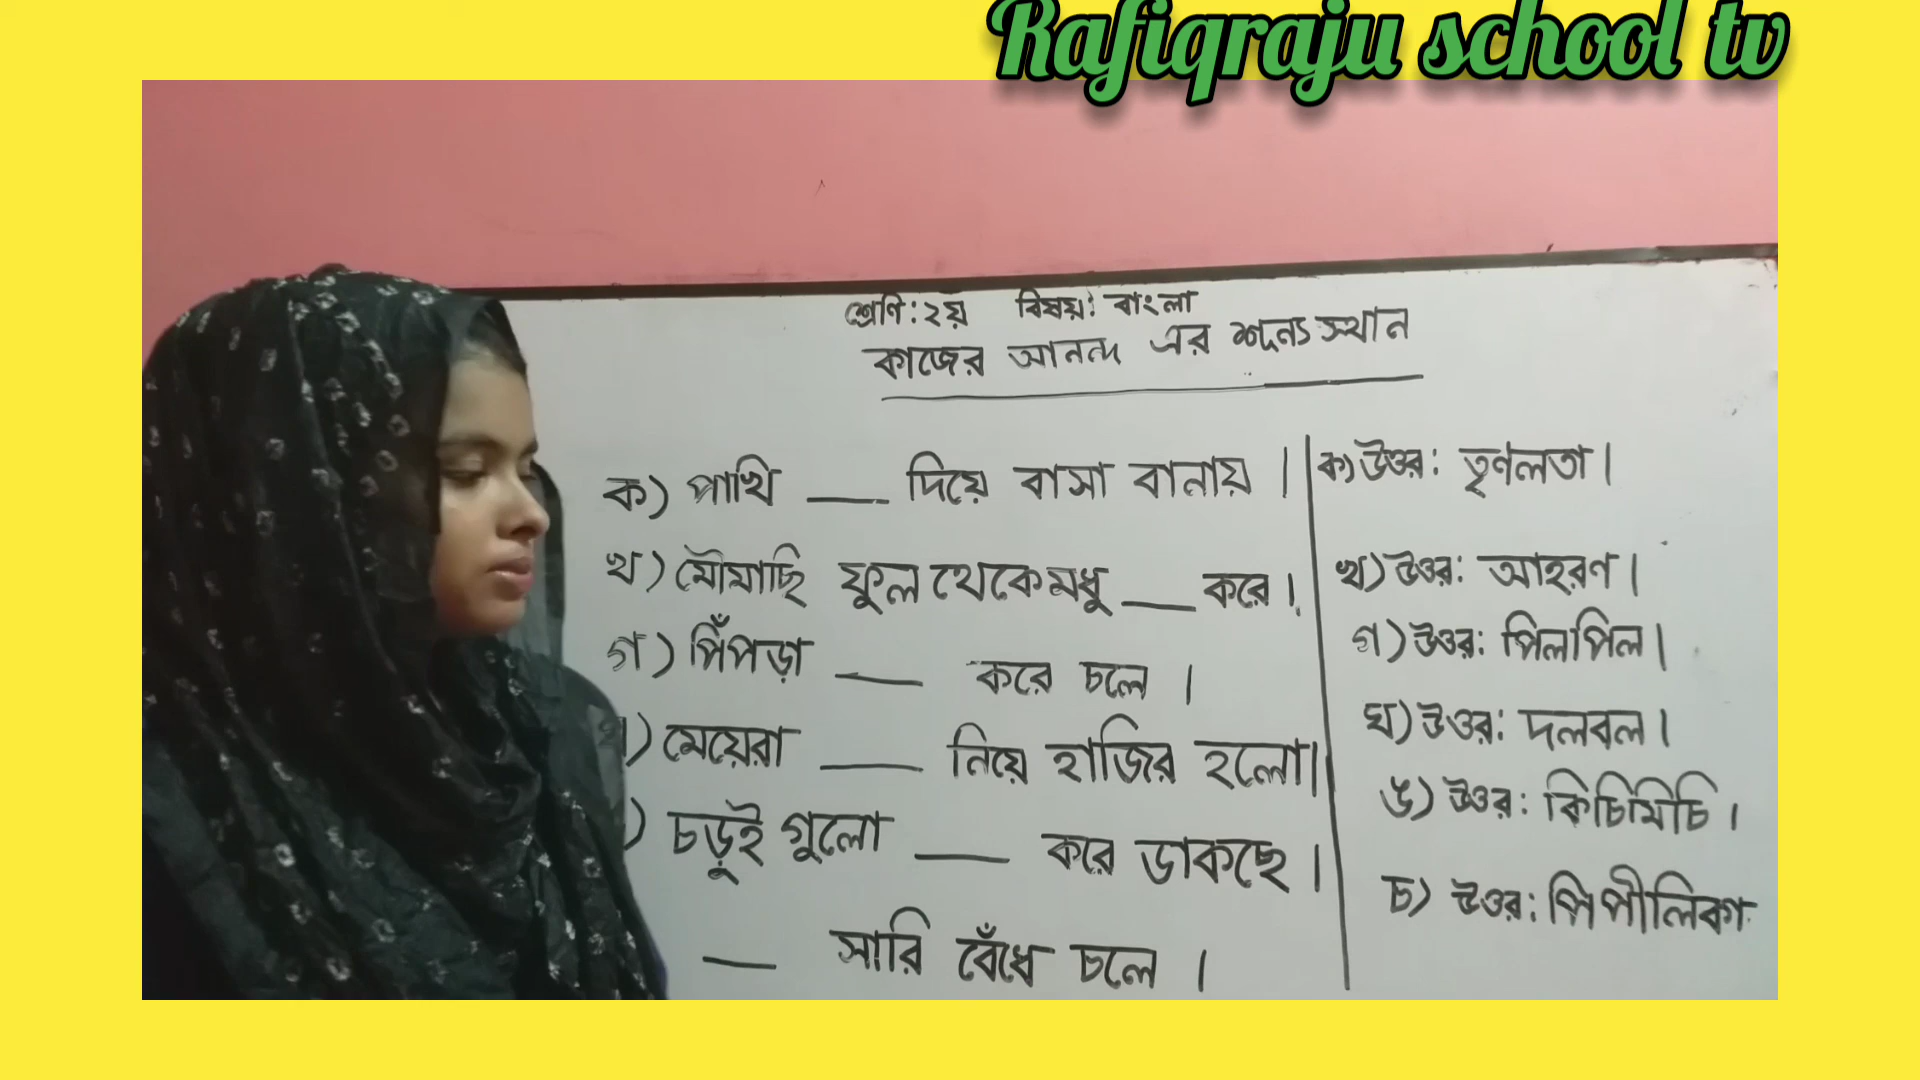 Rafiqraju school tv
শ্রেণি: ২য় বিষয়: বাংলা
কাজের আনন্দ এর শূন্যস্থান
ক) পাখি ___ দিয়ে বাসা বানায়।
খ) মৌমাছি ফুল থেকে মধু ___ করে।
গ) পিঁপড়া ___ করে চলে।
) মেয়েরা ___ নিয়ে হাজির হলো।
) চড়ুই গুলো ___ করে ডাকছে।
___ সারি বেঁধে চলে।
ক) উত্তর: তৃণলতা।
খ) উত্তর: আহরণ।
গ) উত্তর: পিলপিল।
ঘ) উত্তর: দলবল।
ঙ) উত্তর: কিচিমিচি।
চ) উত্তর: পিপীলিকা